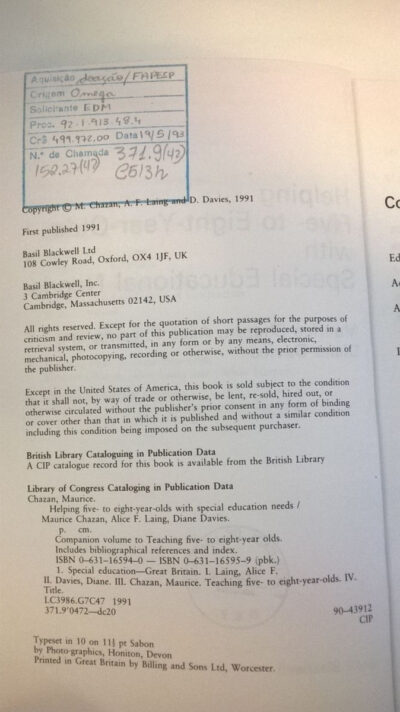 Aquisição doação/FAPESP
Origem Omega
Solicitante EDM
Proc. 92.1.913.48.4
Cr$ 499.972,00 Data 19/5/93
N.º de Chamada 371.9(42)
152.27(42) C513h
Copyright © M. Chazan, A. F. Laing and D. Davies, 1991
First published 1991
Basil Blackwell Ltd
108 Cowley Road, Oxford, OX4 1JF, UK
Basil Blackwell, Inc.
3 Cambridge Center
Cambridge, Massachusetts 02142, USA
All rights reserved. Except for the quotation of short passages for the purposes of
criticism and review, no part of this publication may be reproduced, stored in a
retrieval system, or transmitted, in any form or by any means, electronic,
mechanical, photocopying, recording or otherwise, without the prior permission of
the publisher.
Except in the United States of America, this book is sold subject to the condition
that it shall not, by way of trade or otherwise, be lent, re-sold, hired out, or
otherwise circulated without the publisher's prior consent in any form of binding
or cover other than that in which it is published and without a similar condition
including this condition being imposed on the subsequent purchaser.
British Library Cataloguing in Publication Data
A CIP catalogue record for this book is available from the British Library
Library of Congress Cataloging in Publication Data
Chazan, Maurice.
Helping five- to eight-year-olds with special education needs /
Maurice Chazan, Alice F. Laing, Diane Davies.
p. cm.
Companion volume to Teaching five- to eight-year olds.
Includes bibliographical references and index.
ISBN 0–631–16594–0 — ISBN 0–631–16595–9 (pbk.)
1. Special education—Great Britain. I. Laing, Alice F.
II. Davies, Diane. III. Chazan, Maurice. Teaching five- to eight-year-olds. IV.
Title.
LC3986.G7C47 1991
371.9'0472—dc20 90–43912
CIP
Typeset in 10 on 11½ pt Sabon
by Photo-graphics, Honiton, Devon
Printed in Great Britain by Billing and Sons Ltd, Worcester.